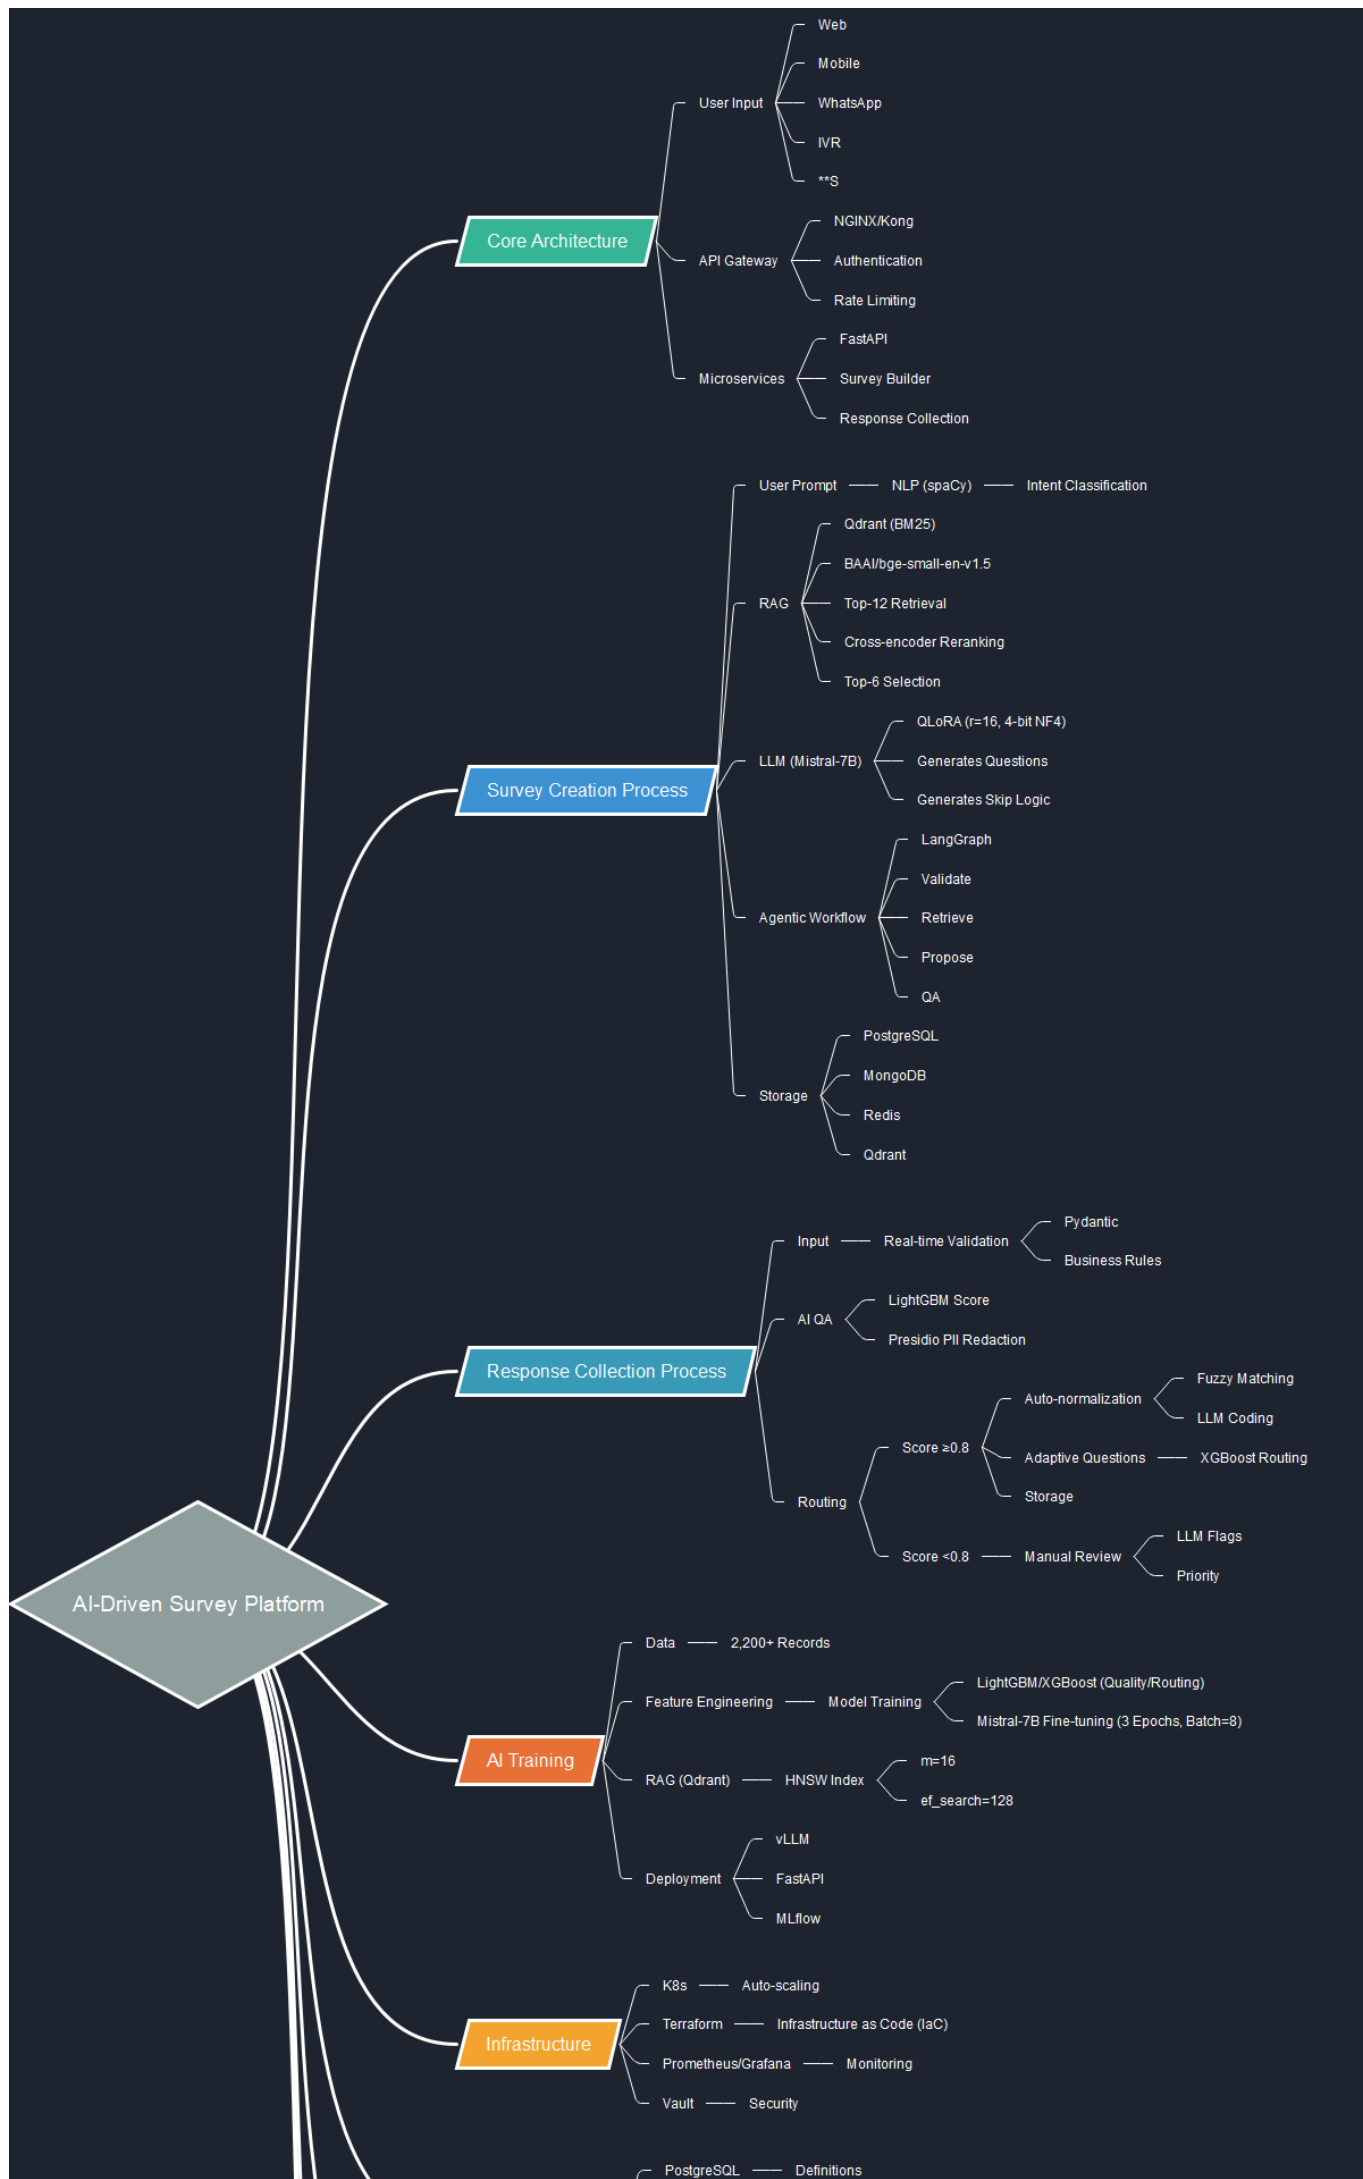 AI-Driven Survey Platform
Core Architecture
User Input
Web
Mobile
WhatsApp
IVR
**S
API Gateway
NGINX/Kong
Authentication
Rate Limiting
Microservices
FastAPI
Survey Builder
Response Collection
Survey Creation Process
User Prompt
NLP (spaCy)
Intent Classification
RAG
Qdrant (BM25)
BAAI/bge-small-en-v1.5
Top-12 Retrieval
Cross-encoder Reranking
Top-6 Selection
LLM (Mistral-7B)
QLoRA (r=16, 4-bit NF4)
Generates Questions
Generates Skip Logic
Agentic Workflow
LangGraph
Validate
Retrieve
Propose
QA
Storage
PostgreSQL
MongoDB
Redis
Qdrant
Response Collection Process
Input
Real-time Validation
Pydantic
Business Rules
AI QA
LightGBM Score
Presidio PII Redaction
Routing
Score ≥0.8
Auto-normalization
Fuzzy Matching
LLM Coding
Adaptive Questions
XGBoost Routing
Storage
Score <0.8
Manual Review
LLM Flags
Priority
AI Training
Data
2,200+ Records
Feature Engineering
Model Training
LightGBM/XGBoost (Quality/Routing)
Mistral-7B Fine-tuning (3 Epochs, Batch=8)
RAG (Qdrant)
HNSW Index
m=16
ef_search=128
Deployment
vLLM
FastAPI
MLflow
Infrastructure
K8s
Auto-scaling
Terraform
Infrastructure as Code (IaC)
Prometheus/Grafana
Monitoring
Vault
Security
PostgreSQL
Definitions